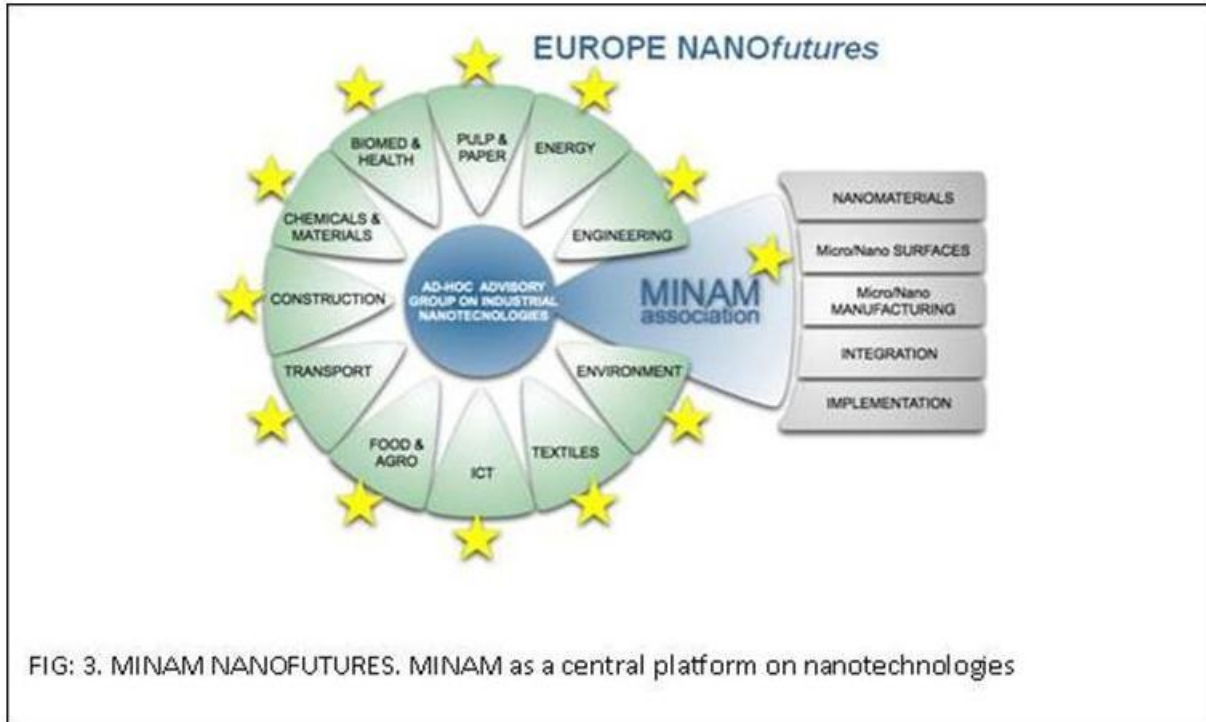 EUROPE NANOfutures
BIOMED &
HEALTH
PULP &
PAPER
ENERGY
CHEMICALS &
MATERIALS
ENGINEERING
CONSTRUCTION
AD-HOC ADVISORY
GROUP ON INDUSTRIAL
NANOTECNOLOGIES
MINAM
association
TRANSPORT
ENVIRONMENT
FOOD &
AGRO
ICT
TEXTILES
NANOMATERIALS
Micro/Nano SURFACES
Micro/Nano
MANUFACTURING
INTEGRATION
IMPLEMENTATION
FIG: 3. MINAM NANOFUTURES. MINAM as a central platform on nanotechnologies